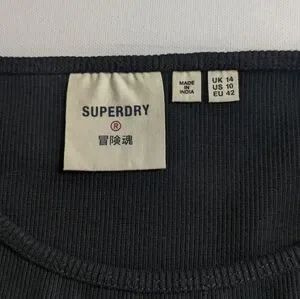 SUPERDRY
®
冒険魂
MADE
IN
INDIA
UK 14
US 10
EU 42